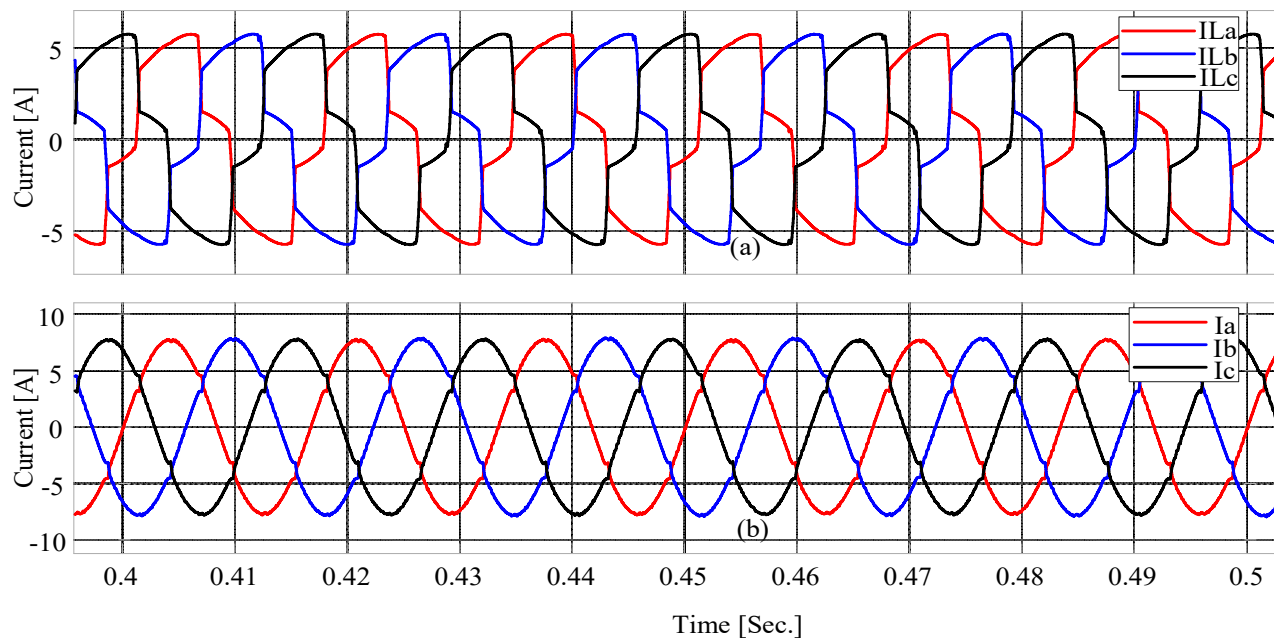 5
0
-5
Current [A]
ILa
ILb
ILc
(a)
10
5
0
-5
-10
Current [A]
Ia
Ib
Ic
(b)
0.4 0.41 0.42 0.43 0.44 0.45 0.46 0.47 0.48 0.49 0.5
Time [Sec.]